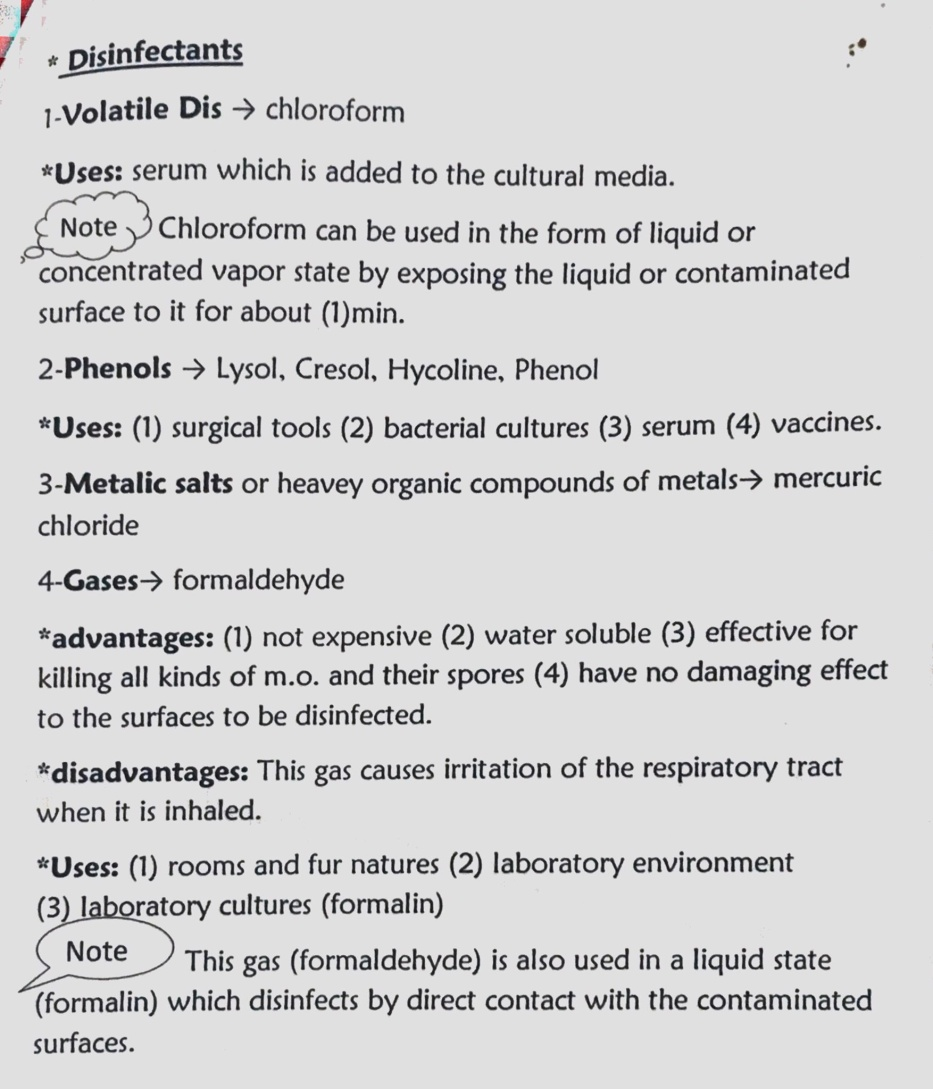 * Disinfectants
1-Volatile Dis → chloroform
*Uses: serum which is added to the cultural media.
Note Chloroform can be used in the form of liquid or
concentrated vapor state by exposing the liquid or contaminated
surface to it for about (1)min.
2-Phenols → Lysol, Cresol, Hycoline, Phenol
*Uses: (1) surgical tools (2) bacterial cultures (3) serum (4) vaccines.
3-Metalic salts or heavey organic compounds of metals→ mercuric
chloride
4-Gases→ formaldehyde
*advantages: (1) not expensive (2) water soluble (3) effective for
killing all kinds of m.o. and their spores (4) have no damaging effect
to the surfaces to be disinfected.
*disadvantages: This gas causes irritation of the respiratory tract
when it is inhaled.
*Uses: (1) rooms and fur natures (2) laboratory environment
(3) laboratory cultures (formalin)
Note This gas (formaldehyde) is also used in a liquid state
(formalin) which disinfects by direct contact with the contaminated
surfaces.